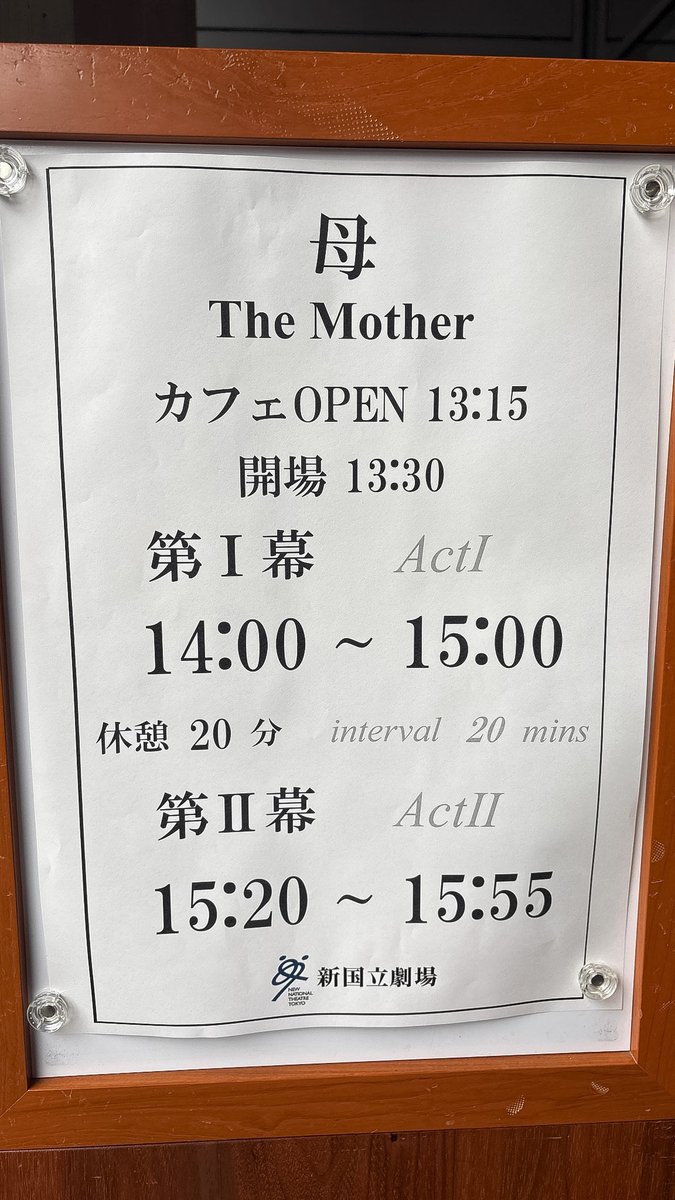 母
The Mother
カフェOPEN 13:15
開場 13:30
第Ⅰ幕 ActI
14:00 ~ 15:00
休憩 20 分 interval 20 mins
第Ⅱ幕 ActII
15:20 ~ 15:55
新国立劇場
NEW
NATIONAL
THEATRE
TOKYO